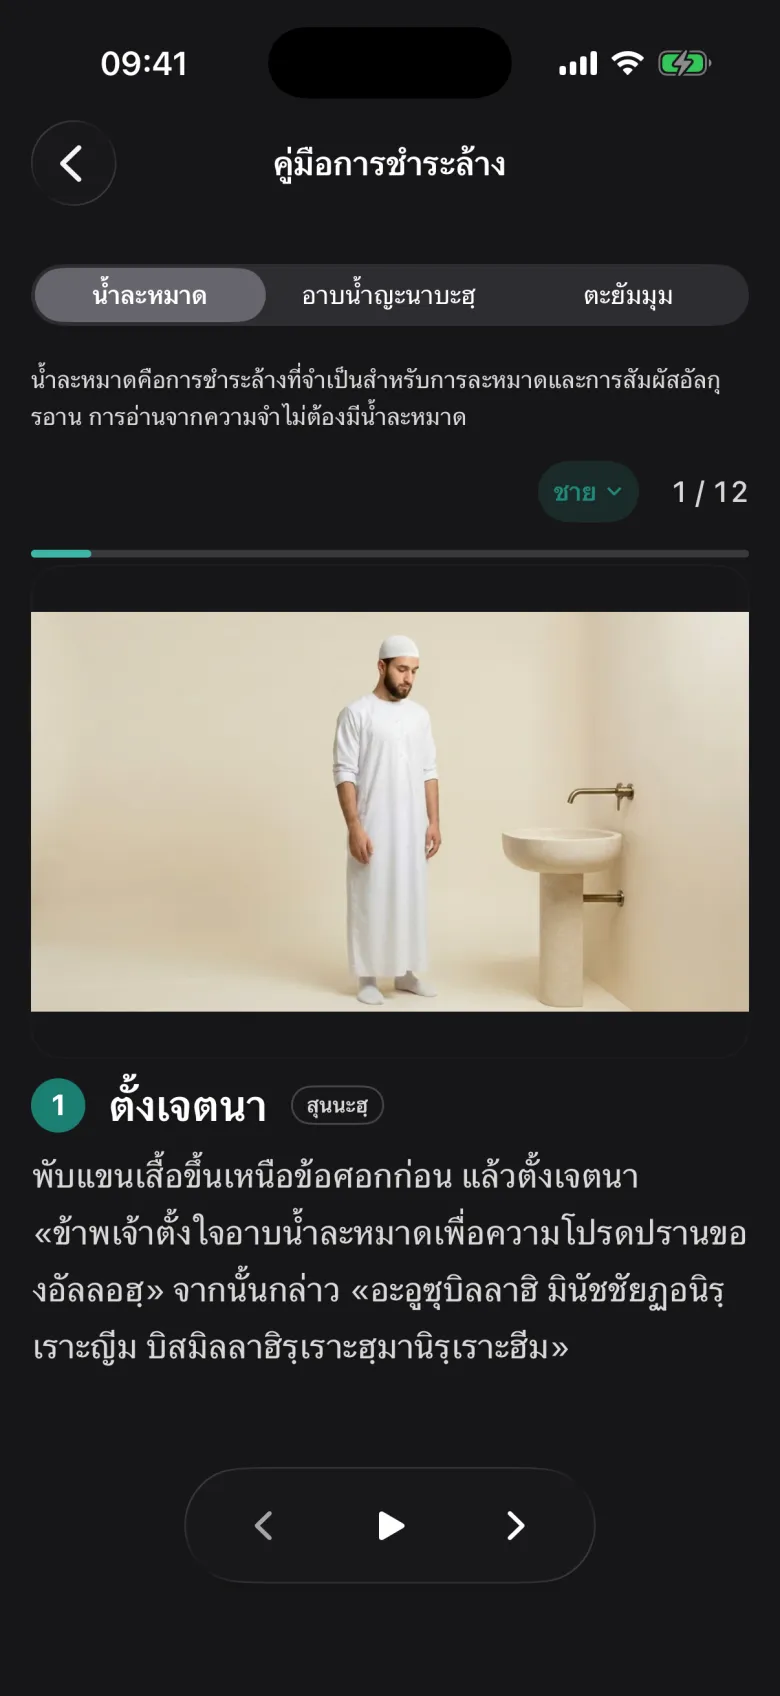 09:41
คู่มือการชำระล้าง
น้ำละหมาด
อาบน้ำญะนาบะฮฺ
ตะยัมมุม
น้ำละหมาดคือการชำระล้างที่จำเป็นสำหรับการละหมาดและการสัมผัสอัลกุ
รอาน การอ่านจากความจำไม่ต้องมีน้ำละหมาด
ชาย
1 / 12
1 ตั้งเจตนา สุนนะฮฺ
พับแขนเสื้อขึ้นเหนือข้อศอกก่อน แล้วตั้งเจตนา
«ข้าพเจ้าตั้งใจอาบน้ำละหมาดเพื่อความโปรดปรานขอ
งอัลลอฮฺ» จากนั้นกล่าว «อะอูซุบิลลาฮิ มินัชชัยฏอนิรฺ
เราะญีม บิสมิลลาฮิรฺเราะฮฺมานิรฺเราะฮีม»